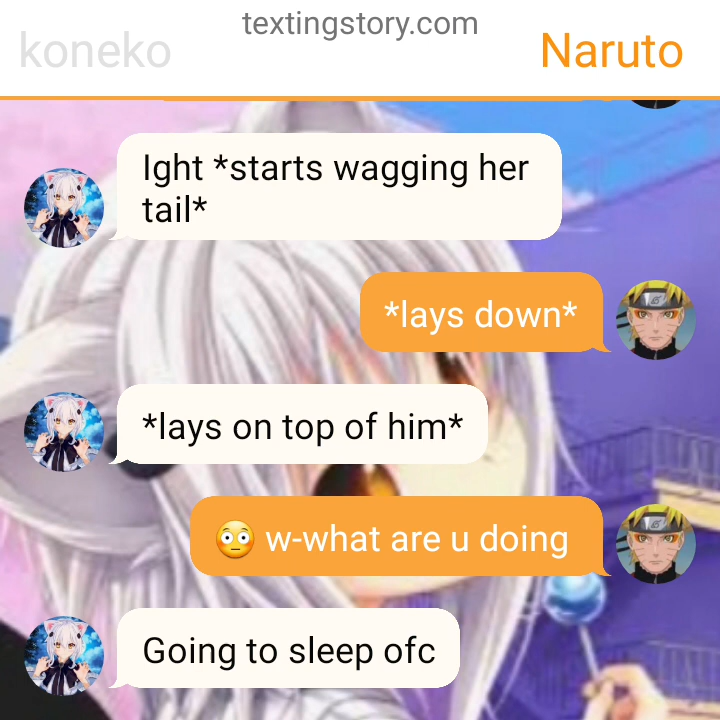 textingstory.com
koneko
Naruto
Ight *starts wagging her
tail*
*lays down*
*lays on top of him*
😳 w-what are u doing
Going to sleep ofc